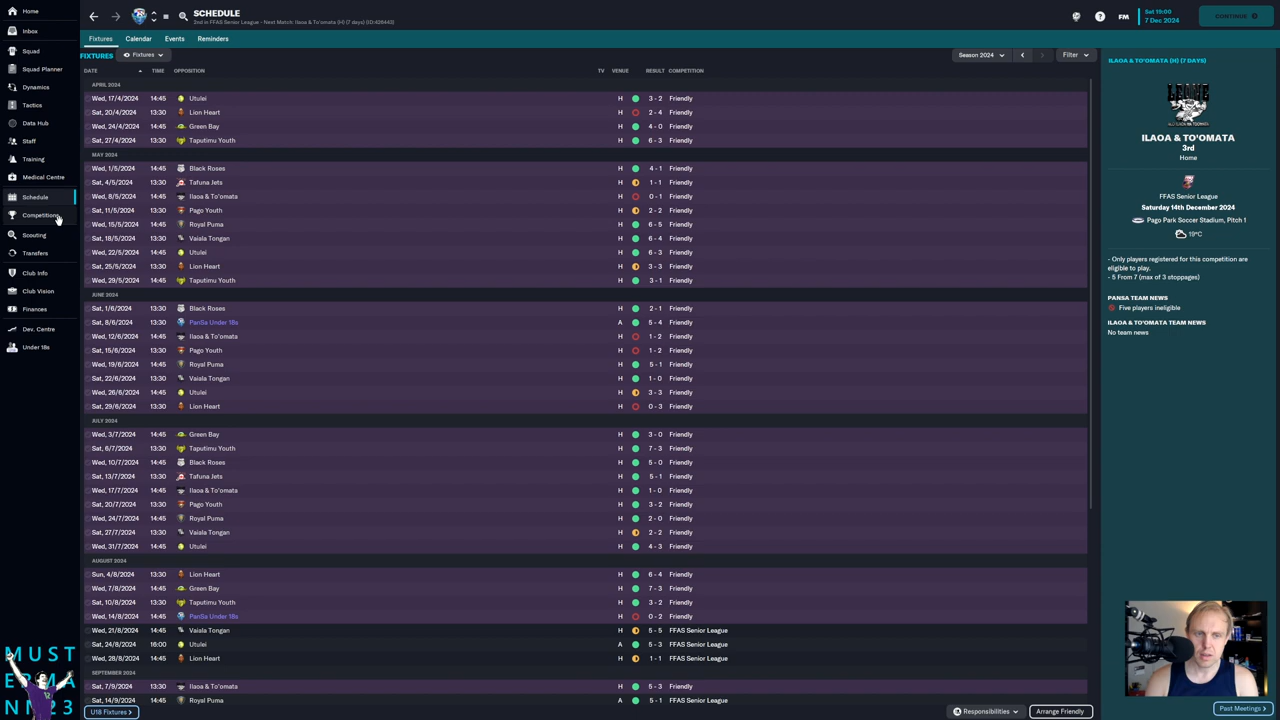 Home
Inbox
Squad
Squad Planner
Dynamics
Tactics
Data Hub
Staff
Training
Medical Centre
Schedule
Competitions
Scouting
Transfers
Club Info
Club Vision
Finances
Dev. Centre
Under 18s
MUST
ERMA
NN23
SCHEDULE
2nd in FFAS Senior League - Next Match: Ilaoa & To'omata (H) (7 days) (ID:426443)
FM
Sat 19:00
7 Dec 2024
CONTINUE
Fixtures Calendar Events Reminders
FIXTURES Fixtures Season 2024 Filter
DATE TIME OPPOSITION TV VENUE RESULT COMPETITION
APRIL 2024
Wed, 17/4/2024 14:45 Utulei H 3 - 2 Friendly
Sat, 20/4/2024 13:30 Lion Heart H 2 - 4 Friendly
Wed, 24/4/2024 14:45 Green Bay H 4 - 0 Friendly
Sat, 27/4/2024 13:30 Taputimu Youth H 6 - 3 Friendly
MAY 2024
Wed, 1/5/2024 14:45 Black Roses H 4 - 1 Friendly
Sat, 4/5/2024 13:30 Tafuna Jets H 1 - 1 Friendly
Wed, 8/5/2024 14:45 Ilaoa & To'omata H 0 - 1 Friendly
Sat, 11/5/2024 13:30 Pago Youth H 2 - 2 Friendly
Wed, 15/5/2024 14:45 Royal Puma H 6 - 5 Friendly
Sat, 18/5/2024 13:30 Vaiala Tongan H 6 - 4 Friendly
Wed, 22/5/2024 14:45 Utulei H 6 - 3 Friendly
Sat, 25/5/2024 13:30 Lion Heart H 3 - 3 Friendly
Wed, 29/5/2024 14:45 Taputimu Youth H 3 - 1 Friendly
JUNE 2024
Sat, 1/6/2024 13:30 Black Roses H 2 - 1 Friendly
Sat, 8/6/2024 13:30 PanSa Under 18s A 5 - 4 Friendly
Wed, 12/6/2024 14:45 Ilaoa & To'omata H 1 - 2 Friendly
Sat, 15/6/2024 13:30 Pago Youth H 1 - 2 Friendly
Wed, 19/6/2024 14:45 Royal Puma H 5 - 1 Friendly
Sat, 22/6/2024 13:30 Vaiala Tongan H 1 - 0 Friendly
Wed, 26/6/2024 14:45 Utulei H 3 - 3 Friendly
Sat, 29/6/2024 13:30 Lion Heart H 0 - 3 Friendly
JULY 2024
Wed, 3/7/2024 14:45 Green Bay H 3 - 0 Friendly
Sat, 6/7/2024 13:30 Taputimu Youth H 7 - 3 Friendly
Wed, 10/7/2024 14:45 Black Roses H 5 - 0 Friendly
Sat, 13/7/2024 13:30 Tafuna Jets H 5 - 1 Friendly
Wed, 17/7/2024 14:45 Ilaoa & To'omata H 1 - 0 Friendly
Sat, 20/7/2024 13:30 Pago Youth H 3 - 2 Friendly
Wed, 24/7/2024 14:45 Royal Puma H 2 - 0 Friendly
Sat, 27/7/2024 13:30 Vaiala Tongan H 2 - 2 Friendly
Wed, 31/7/2024 14:45 Utulei H 4 - 3 Friendly
AUGUST 2024
Sun, 4/8/2024 13:30 Lion Heart H 6 - 4 Friendly
Wed, 7/8/2024 14:45 Green Bay H 7 - 3 Friendly
Sat, 10/8/2024 13:30 Taputimu Youth H 3 - 2 Friendly
Wed, 14/8/2024 14:45 PanSa Under 18s H 0 - 2 Friendly
Wed, 21/8/2024 14:45 Vaiala Tongan H 5 - 5 FFAS Senior League
Sat, 24/8/2024 16:00 Utulei A 5 - 3 FFAS Senior League
Wed, 28/8/2024 14:45 Lion Heart H 1 - 1 FFAS Senior League
SEPTEMBER 2024
Sat, 7/9/2024 13:30 Ilaoa & To'omata H 5 - 3 Friendly
Sat, 14/9/2024 14:45 Royal Puma A 5 - 1 FFAS Senior League
U18 Fixtures > Responsibilities Arrange Friendly
ILAOA & TO'OMATA (H) (7 DAYS)
LEONE
ILAOA & TO'OMATA
3rd
Home
FFAS Senior League
Saturday 14th December 2024
Pago Park Soccer Stadium, Pitch 1
19°C
- Only players registered for this competition are
eligible to play.
- 5 From 7 (max of 3 stoppages)
PANSA TEAM NEWS
Five players ineligible
ILAOA & TO'OMATA TEAM NEWS
No team news
Past Meetings >